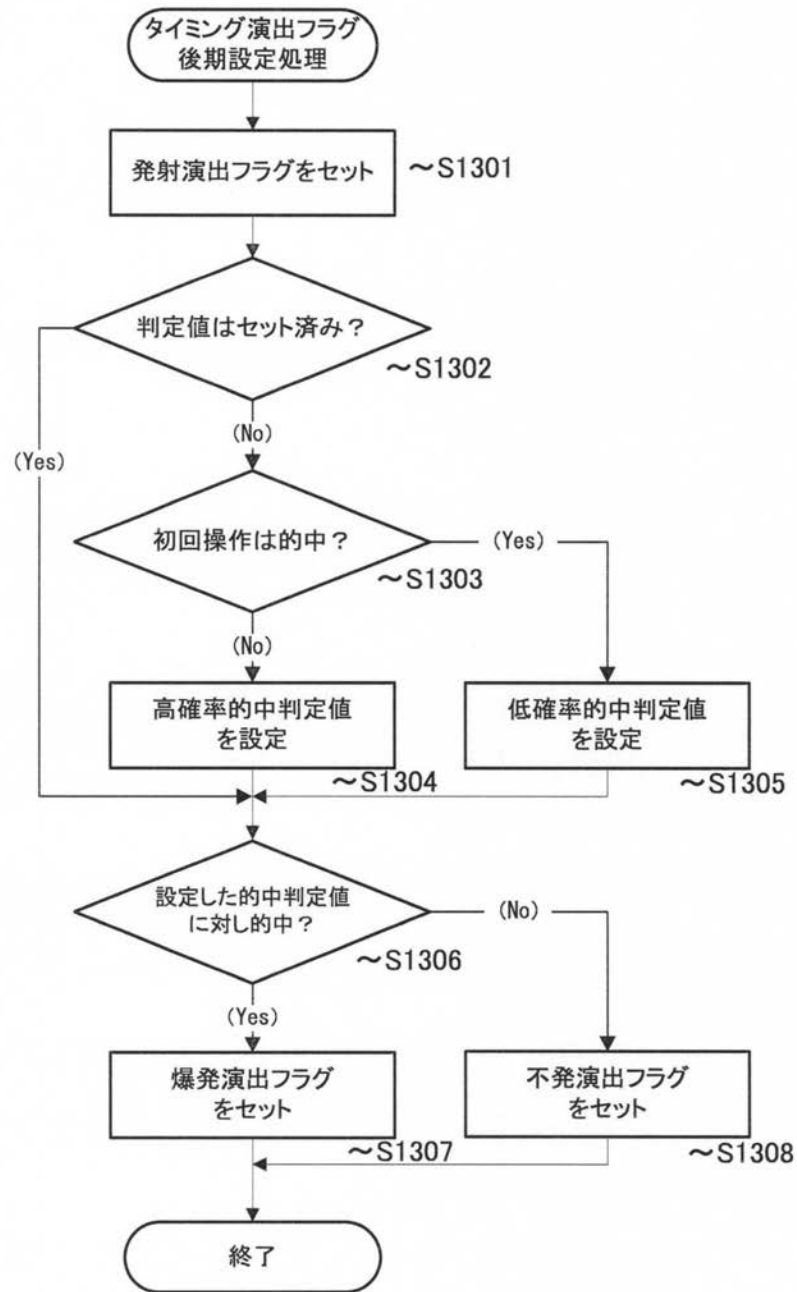 タイミング演出フラグ
後期設定処理
発射演出フラグをセット
～S1301
判定値はセット済み？
～S1302
(Yes)
(No)
初回操作は的中？
～S1303
(Yes)
(No)
高確率的中判定値
を設定
～S1304
低確率的中判定値
を設定
～S1305
設定した的中判定値
に対し的中？
～S1306
(No)
(Yes)
爆発演出フラグ
をセット
～S1307
不発演出フラグ
をセット
～S1308
終了